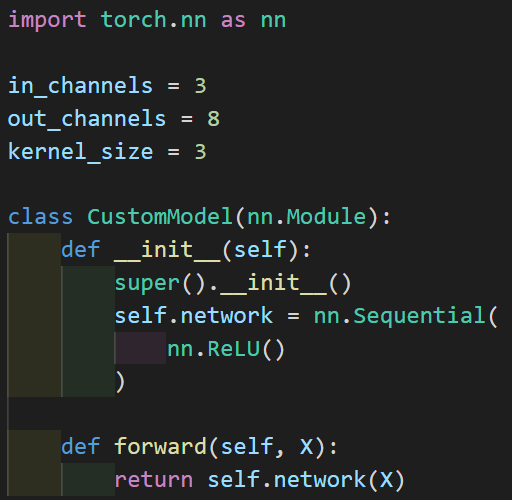 import torch.nn as nn

in_channels = 3
out_channels = 8
kernel_size = 3

class CustomModel(nn.Module):
    def __init__(self):
        super().__init__()
        self.network = nn.Sequential(
            nn.ReLU()
        )

    def forward(self, X):
        return self.network(X)